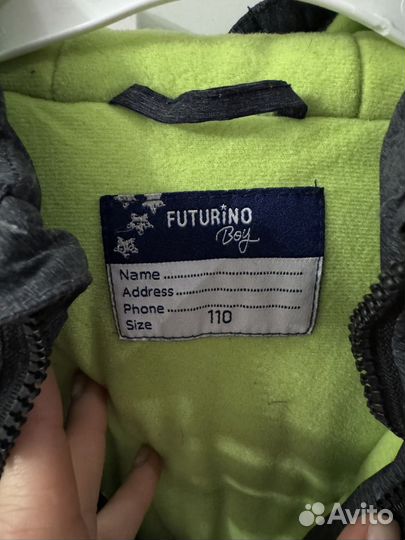 FUTURINO
Boy
Name
Address
Phone
Size 110
Avito